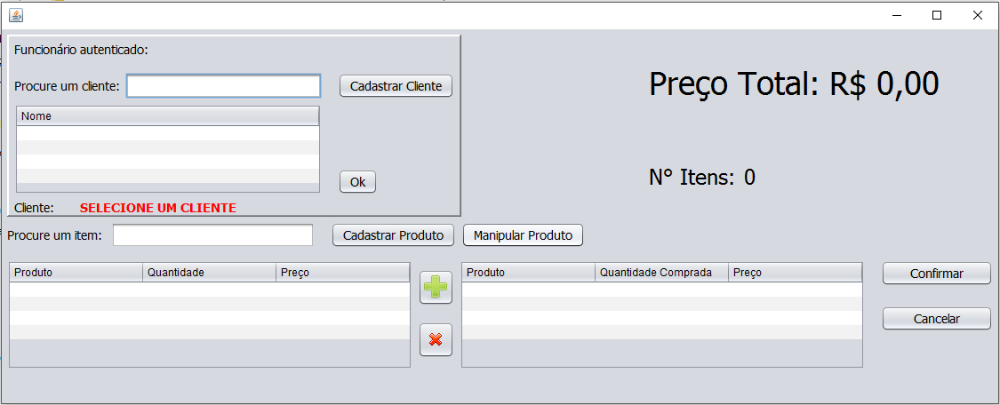 Funcionário autenticado:
Procure um cliente:
Cadastrar Cliente
Nome
Ok
Cliente: SELECIONE UM CLIENTE
Preço Total: R$ 0,00
N° Itens: 0
Procure um item:
Cadastrar Produto
Manipular Produto
Produto Quantidade Preço
Produto Quantidade Comprada Preço
Confirmar
Cancelar